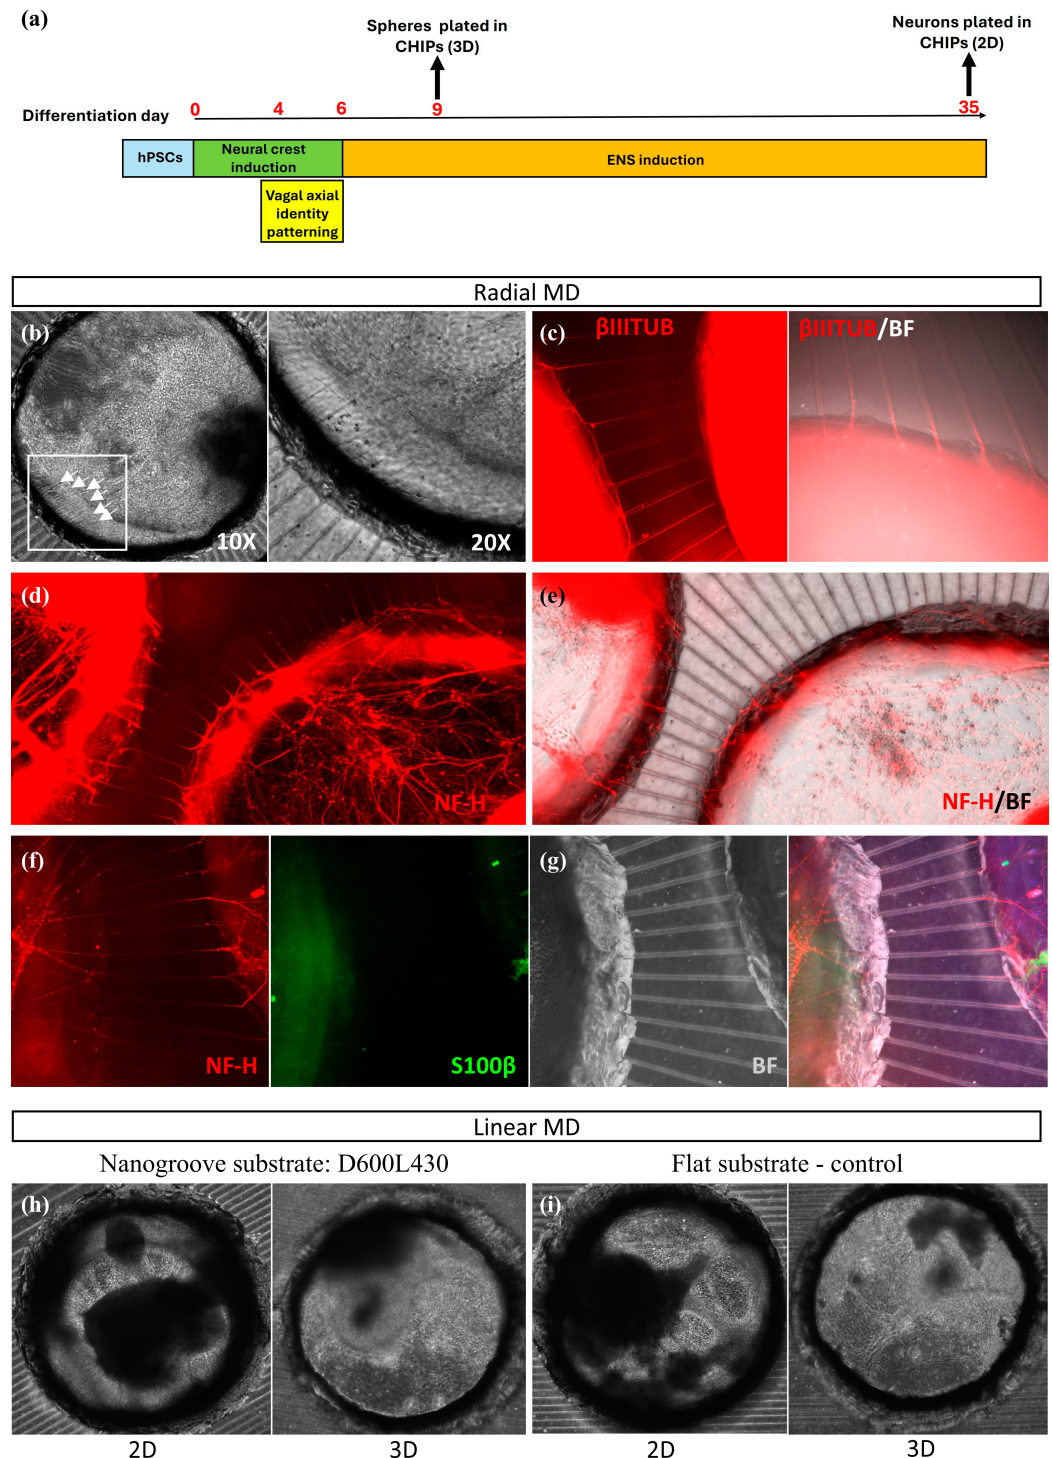 (a)
Spheres plated in
CHIPs (3D)
Neurons plated in
CHIPs (2D)
Differentiation day
0
4
6
9
35
hPSCs
Neural crest
induction
ENS induction
Vagal axial
identity
patterning
Radial MD
(b)
10X
20X
(c)
βIIITUB
βIIITUB/BF
(d)
NF-H
(e)
NF-H/BF
(f)
NF-H
S100β
(g)
BF
Linear MD
Nanogroove substrate: D600L430
Flat substrate - control
(h)
(i)
2D
3D
2D
3D